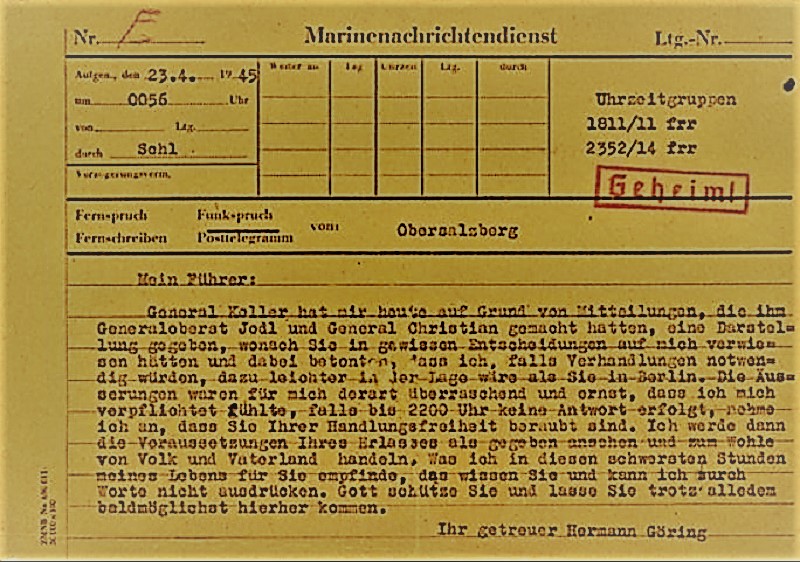 Nr. E Marinenachrichtendienst Ltg.-Nr.
Aufgen., den 23.4. 1945
um 0056 Uhr
von Ltg.
durch Sohl
Verzögerungsverm.
Weiter an Tag Uhrzeit Ltg. durch
Uhrzeitgruppen
1811/11 frr
2352/14 frr
Geheim!
Fernspruch Funkspruch
Fernschreiben Posttelegramm
von: Obersalzberg
Mein Führer:
General Koller hat mir heute auf Grund von Mitteilungen, die ihm
Generaloberst Jodl und General Christian gemacht hatten, eine Darstel=
lung gegeben, wonach Sie in gewissen Entscheidungen auf mich verwie=
sen hätten und dabei betonten, dass ich, falls Verhandlungen notwen=
dig würden, dazu leichter in der Lage wäre als Sie in Berlin. Die Äus=
serungen waren für mich derart überraschend und ernst, dass ich mich
verpflichtet fühlte, falls bis 2200 Uhr keine Antwort erfolgt, nehme
ich an, dass Sie Ihrer Handlungsfreiheit beraubt sind. Ich werde dann
die Voraussetzungen Ihres Erlasses als gegeben ansehen und zum Wohle
von Volk und Vaterland handeln. Was ich in diesen schwersten Stunden
meines Lebens für Sie empfinde, das wissen Sie und kann ich durch
Worte nicht ausdrücken. Gott schütze Sie und lasse Sie trotz alledem
baldmöglichst hierher kommen.
Ihr getreuer Hermann Göring